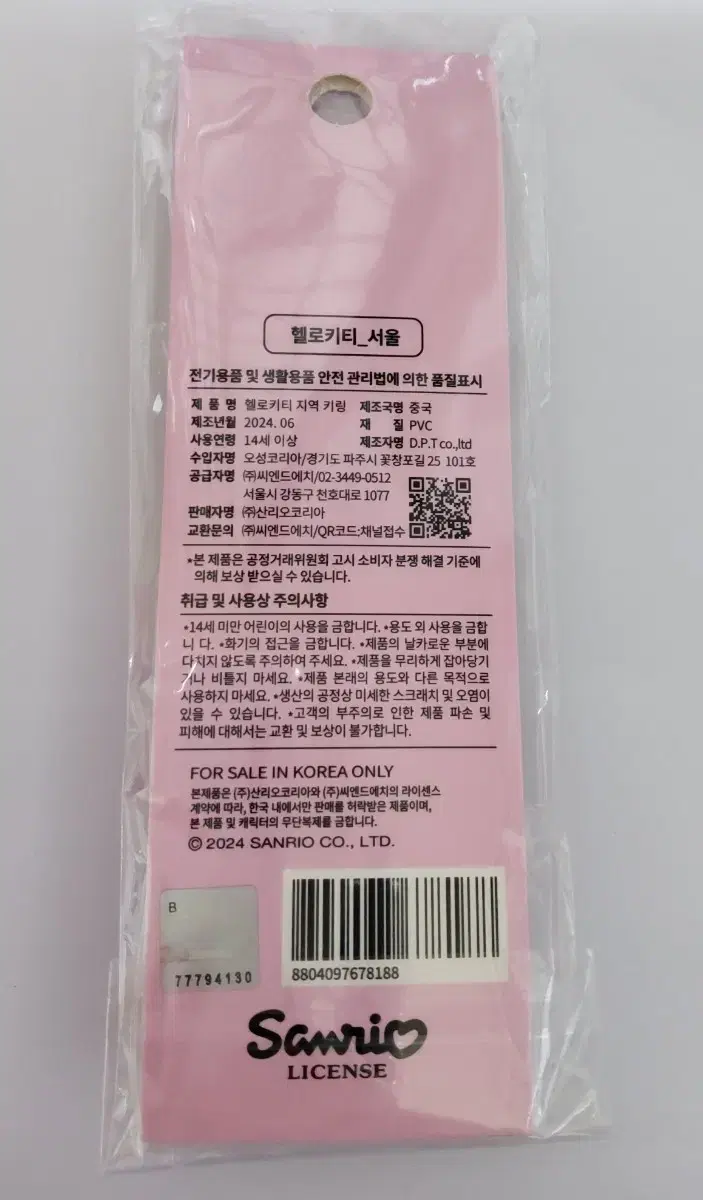 헬로키티_서울
전기용품 및 생활용품 안전 관리법에 의한 품질표시
제 품 명 헬로키티 지역 키링 제조국명 중국
제조년월 2024. 06 재 질 PVC
사용연령 14세 이상 제조자명 D.P.T co.,ltd
수입자명 오성코리아/경기도 파주시 꽃창포길 25 101호
공급자명 ㈜씨엔드에치/02-3449-0512
서울시 강동구 천호대로 1077
판매자명 ㈜산리오코리아
교환문의 ㈜씨엔드에치/QR코드:채널접수
*본 제품은 공정거래위원회 고시 소비자 분쟁 해결 기준에
의해 보상 받으실 수 있습니다.
취급 및 사용상 주의사항
*14세 미만 어린이의 사용을 금합니다. *용도 외 사용을 금합
니 다. *화기의 접근을 금합니다. *제품의 날카로운 부분에
다치지 않도록 주의하여 주세요. *제품을 무리하게 잡아당기
거나 비틀지 마세요. *제품 본래의 용도와 다른 목적으로
사용하지 마세요. *생산의 공정상 미세한 스크래치 및 오염이
있을 수 있습니다. *고객의 부주의로 인한 제품 파손 및
피해에 대해서는 교환 및 보상이 불가합니다.
FOR SALE IN KOREA ONLY
본제품은 (주)산리오코리아와 (주)씨엔드에치의 라이센스
계약에 따라, 한국 내에서만 판매를 허락받은 제품이며,
본 제품 및 캐릭터의 무단복제를 금합니다.
© 2024 SANRIO CO., LTD.
B
77794130
8804097678188
Sanrio
LICENSE